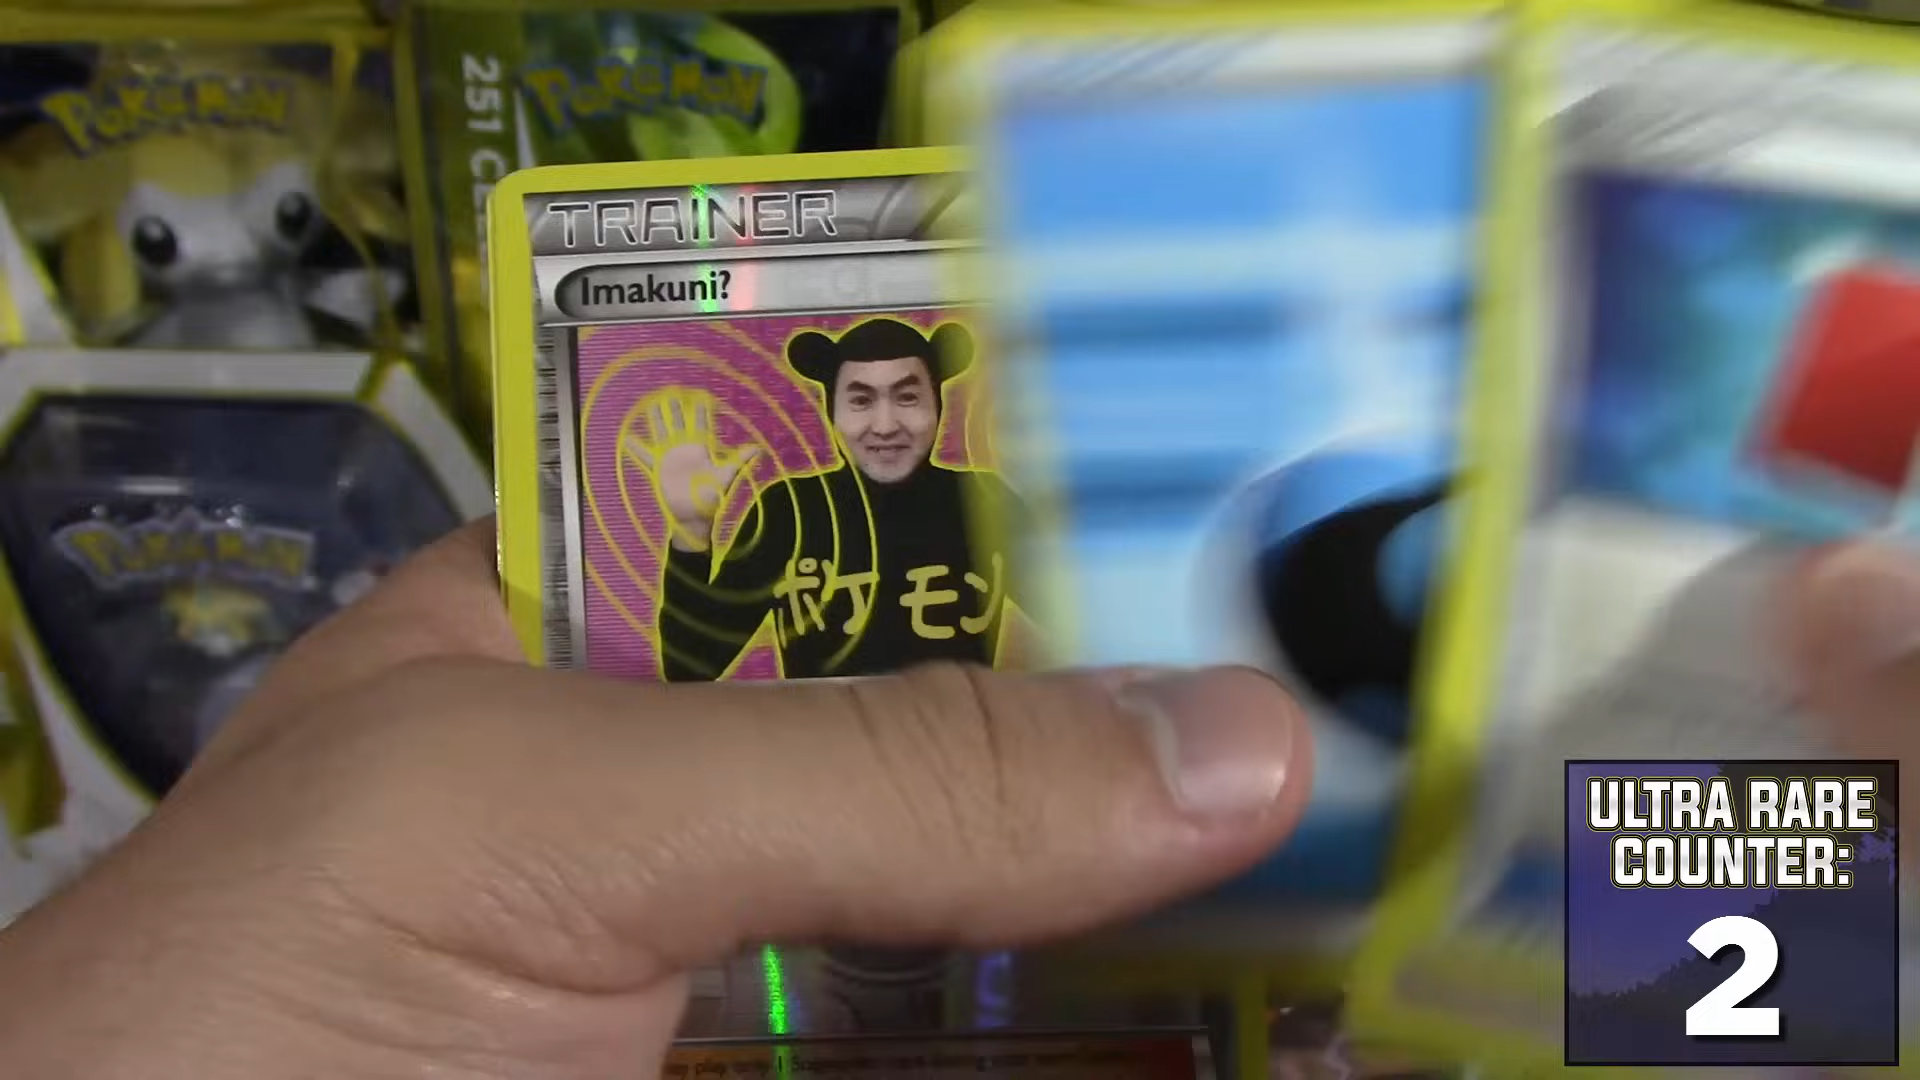 Pokémon
251 C
Pokémon
TRAINER
Imakuni?
ポケモン
Pokémon
ULTRA RARE
COUNTER:
2